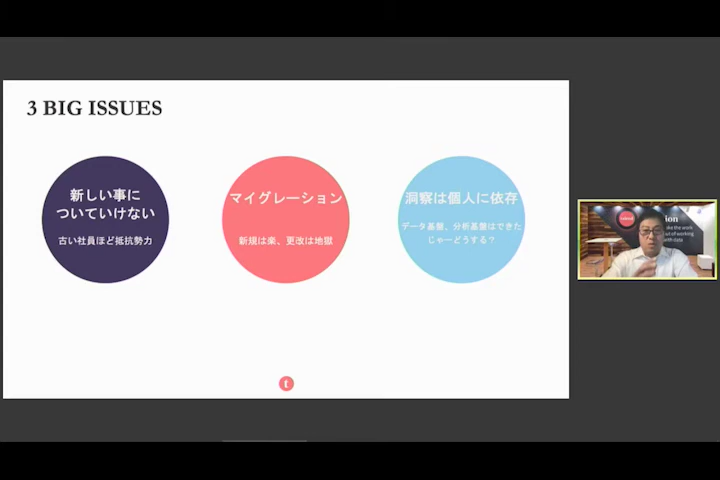 3 BIG ISSUES
新しい事に
ついていけない
古い社員ほど抵抗勢力
マイグレーション
新規は楽、更改は地獄
洞察は個人に依存
データ基盤、分析基盤はできた
じゃーどうする？
t